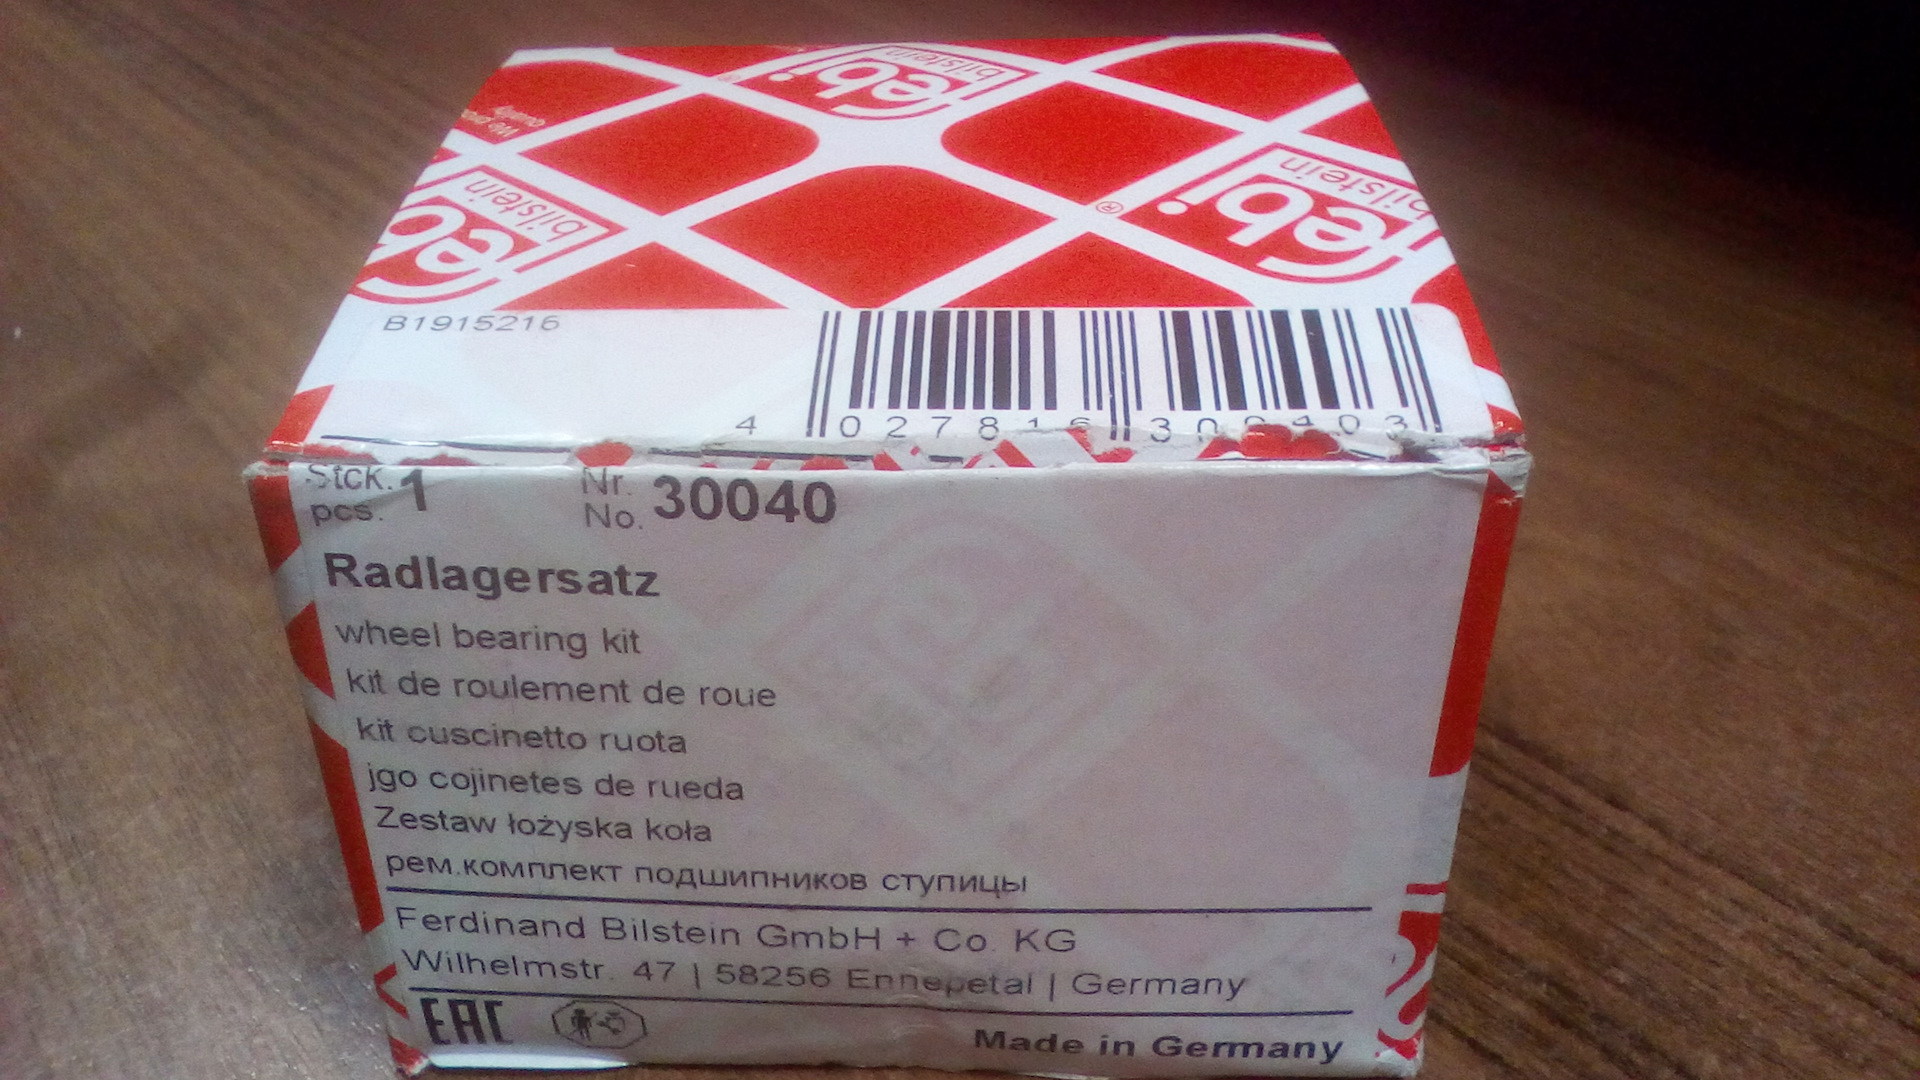 febi
bilstein
febi
bilstein
febi
bilstein
®
B1915216
4 027816 300403
Stck. 1
pcs.
Nr. 30040
No.
Radlagersatz
wheel bearing kit
kit de roulement de roue
kit cuscinetto ruota
jgo cojinetes de rueda
Zestaw łożyska koła
рем.комплект подшипников ступицы
Ferdinand Bilstein GmbH + Co. KG
Wilhelmstr. 47 | 58256 Ennepetal | Germany
EAC
Made in Germany